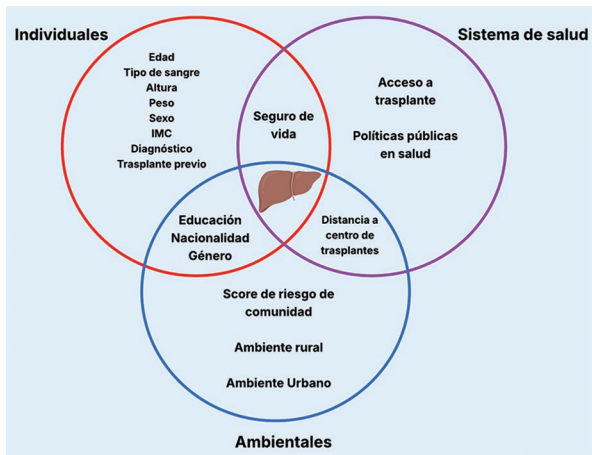 Individuales
Sistema de salud
Edad
Tipo de sangre
Altura
Peso
Sexo
IMC
Diagnóstico
Trasplante previo
Seguro de
vida
Acceso a
trasplante
Políticas públicas
en salud
Educación
Nacionalidad
Género
Distancia a
centro de
trasplantes
Score de riesgo de
comunidad
Ambiente rural
Ambiente Urbano
Ambientales